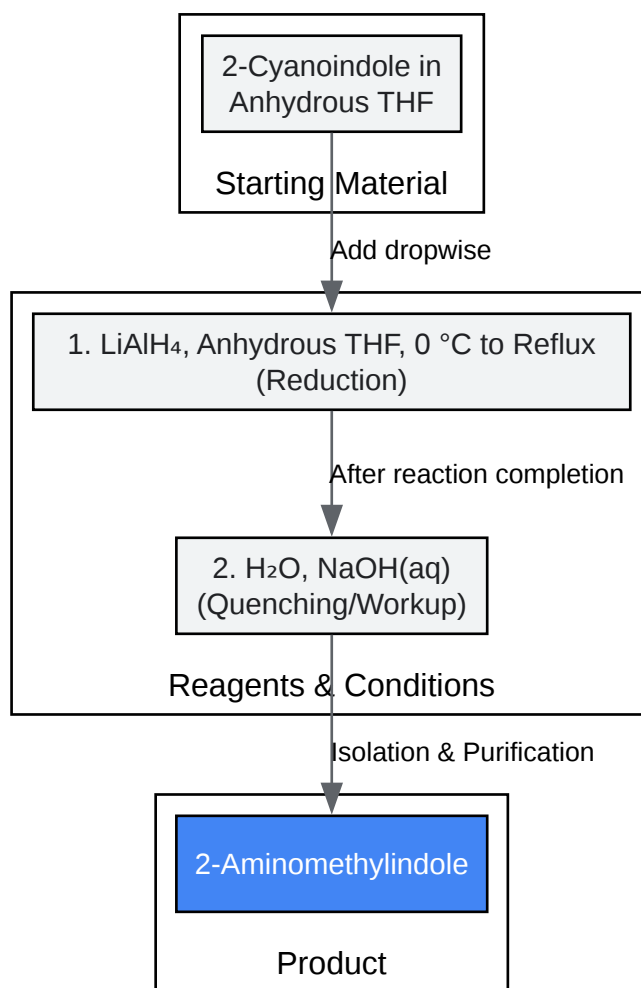 2-Cyanoindole in
Anhydrous THF
Starting Material
Add dropwise
1. LiAlH₄, Anhydrous THF, 0 °C to Reflux
(Reduction)
After reaction completion
2. H₂O, NaOH(aq)
(Quenching/Workup)
Reagents & Conditions
Isolation & Purification
2-Aminomethylindole
Product